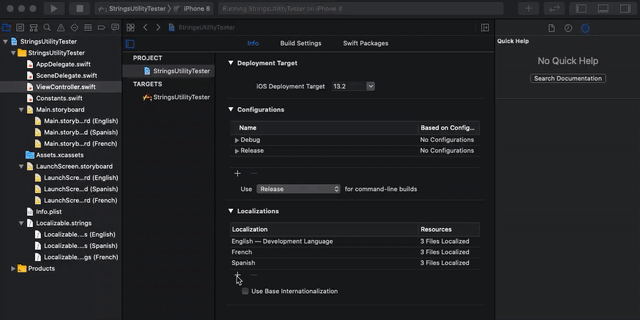 StringsUtilityTester
iPhone 8
Running StringsUtilityTester on iPhone 8
StringsUtilityTester
Info
Build Settings
Swift Packages
StringsUtilityTester
StringsUtilityTester
AppDelegate.swift
SceneDelegate.swift
ViewController.swift
Constants.swift
Main.storyboard
Main.storyb...rd (English)
Main.storyb...d (Spanish)
Main.storyb...rd (French)
Assets.xcassets
LaunchScreen.storyboard
LaunchScre...rd (English)
LaunchScre...d (Spanish)
LaunchScre...rd (French)
Info.plist
Localizable.strings
Localizable....s (English)
Localizable....s (Spanish)
Localizable....gs (French)
Products
PROJECT
StringsUtilityTester
TARGETS
StringsUtilityTester
Deployment Target
iOS Deployment Target 13.2
Configurations
Name Based on Config...
Debug No Configurations
Release No Configurations
Use Release for command-line builds
Localizations
Localization Resources
English — Development Language 3 Files Localized
French 3 Files Localized
Spanish 3 Files Localized
Use Base Internationalization
Quick Help
No Quick Help
Search Documentation